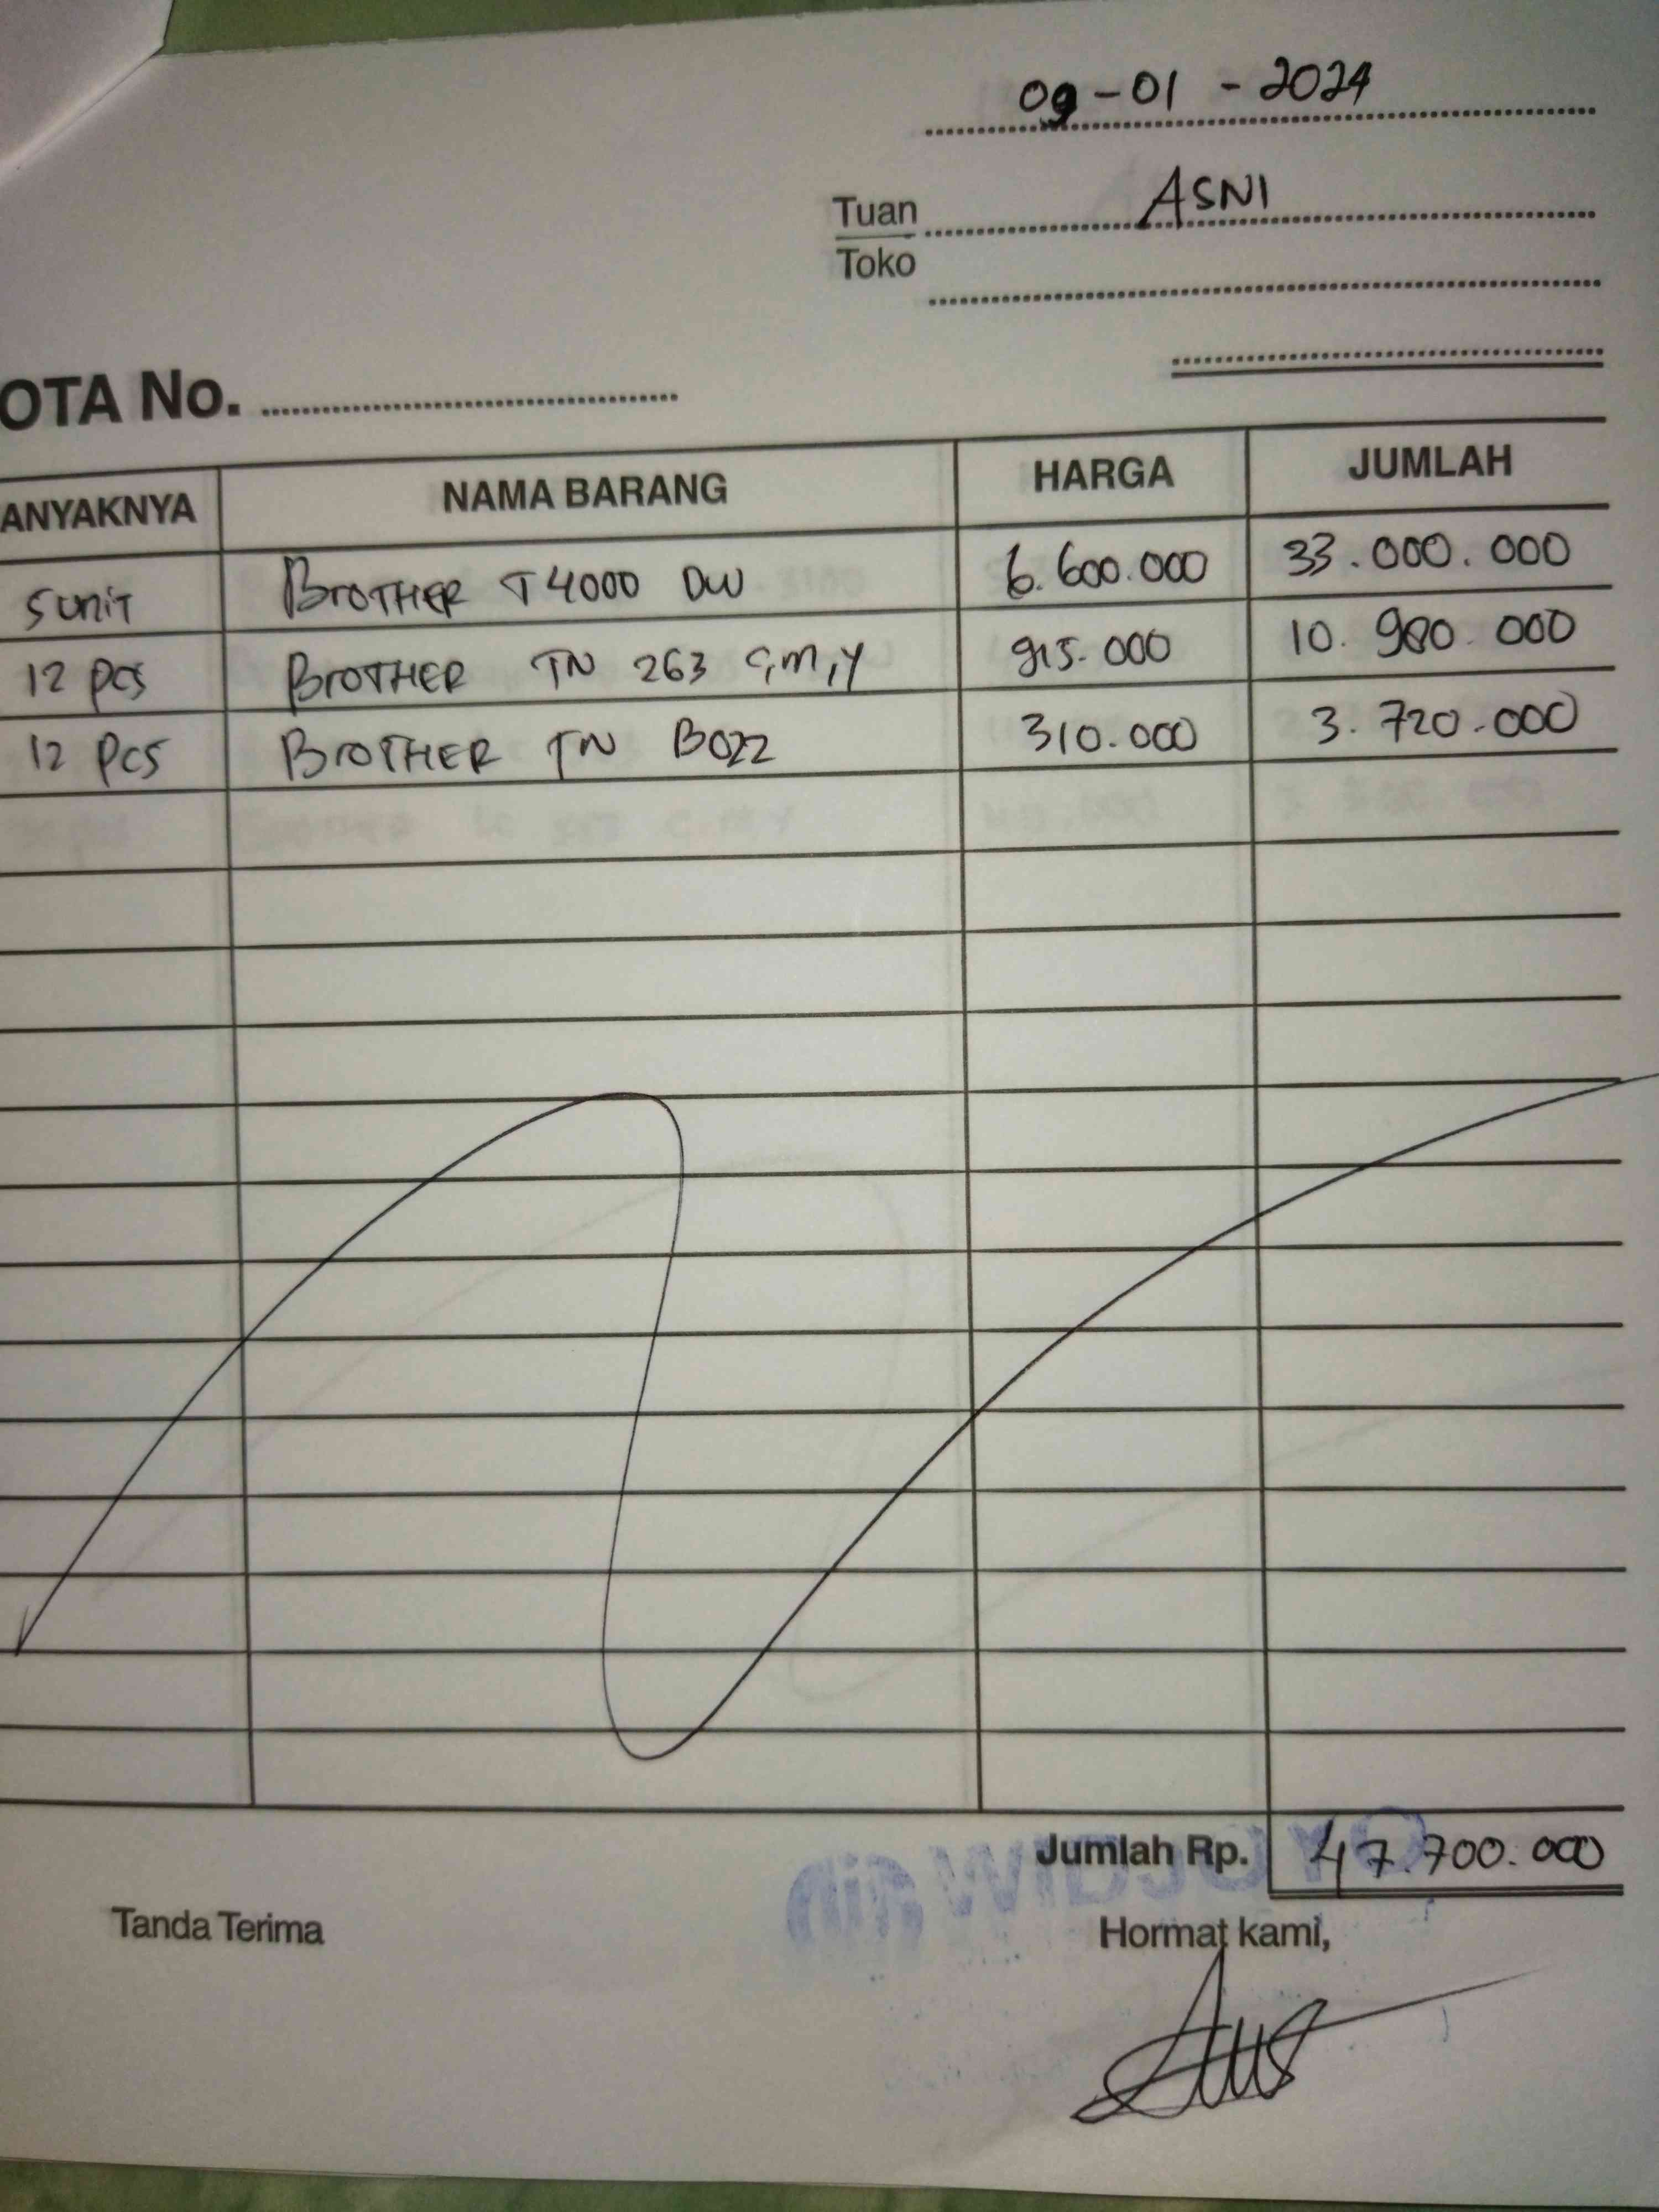 09-01-2024
Tuan ASNI
Toko
OTA No.
ANYAKNYA NAMA BARANG HARGA JUMLAH
5 unit BROTHER T4000 DW 6.600.000 33.000.000
12 pcs BROTHER TN 263 C,M,Y 915.000 10.980.000
12 Pcs BROTHER TN B022 310.000 3.720.000
Jumlah Rp. 47.700.000
Tanda Terima Hormat kami,